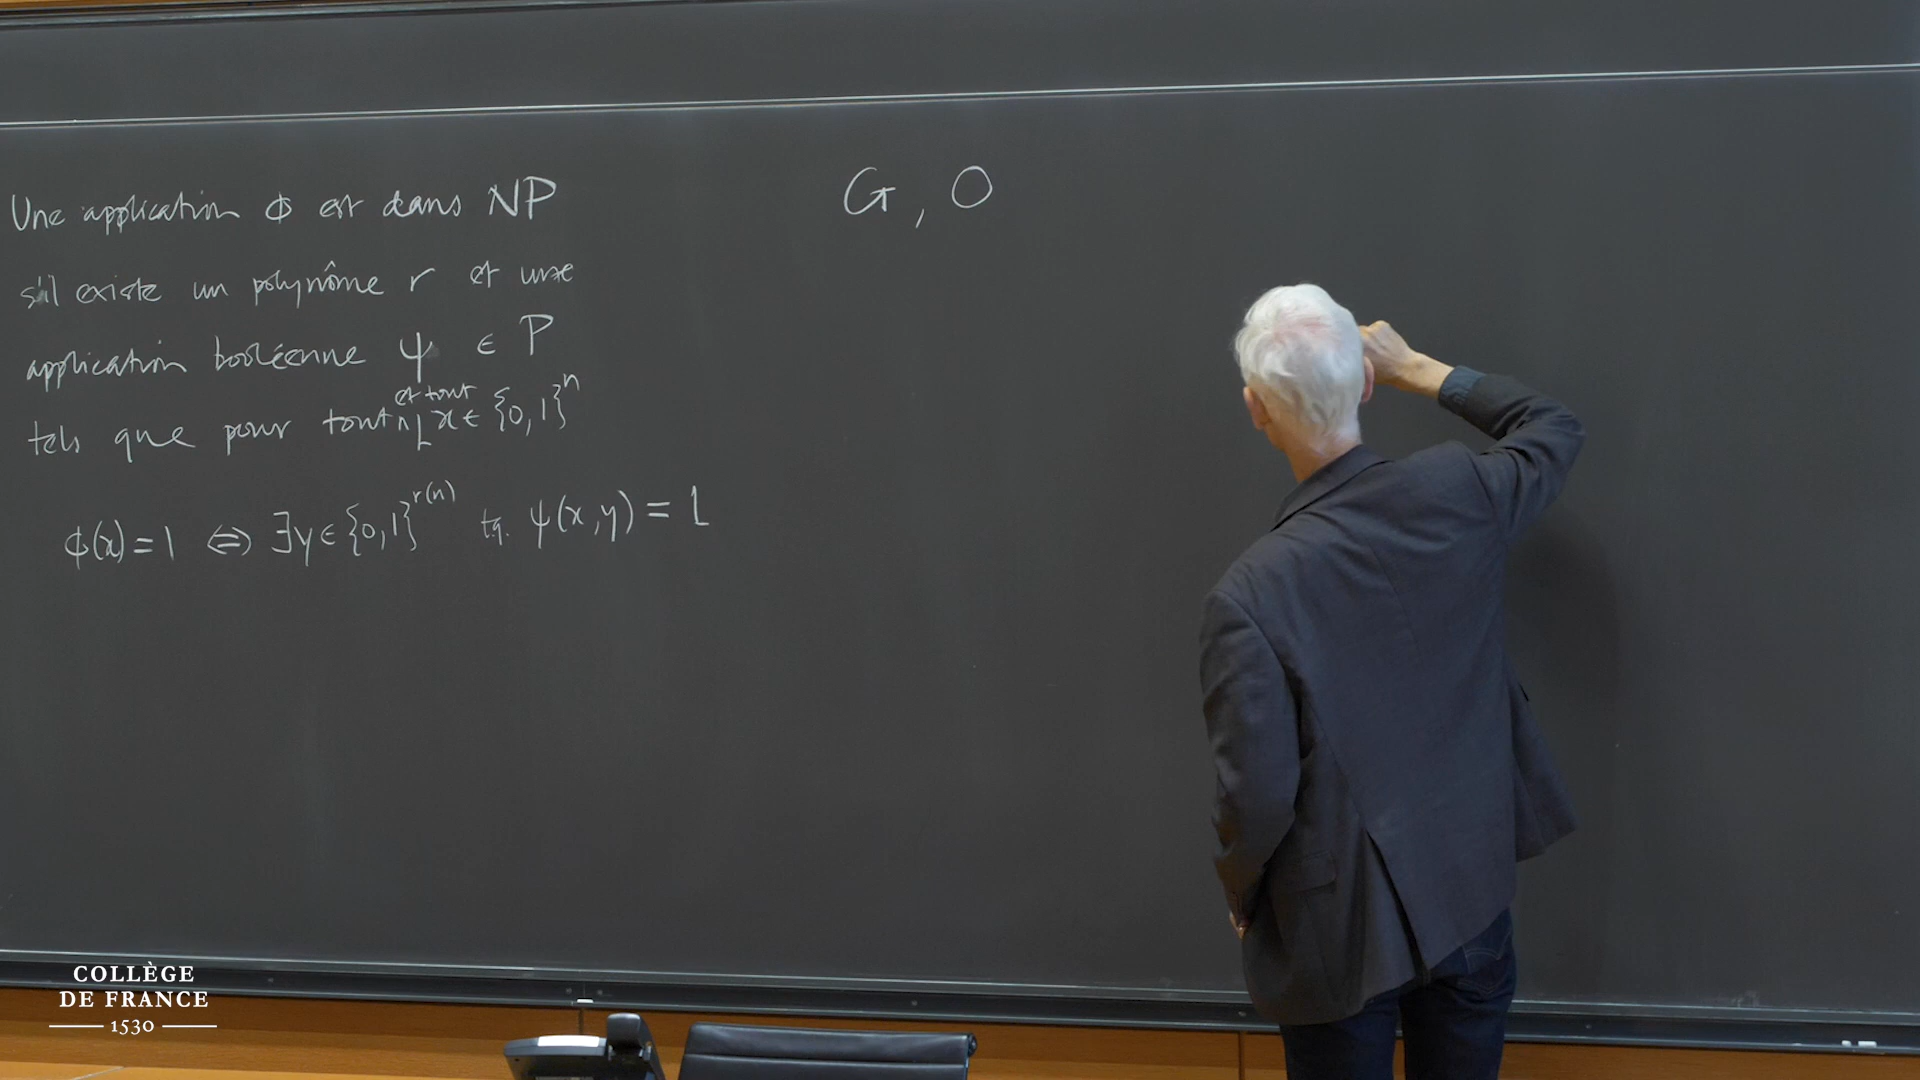 Une application ϕ est dans NP
s'il existe un polynôme r et une
application booléenne ψ ∈ P
et tout
tels que pour tout n x ∈ {0,1}^n
ϕ(x)=1 ⇔ ∃y∈{0,1}^r(n) t.q. ψ(x,y) = 1
G, O
COLLÈGE
DE FRANCE
1530